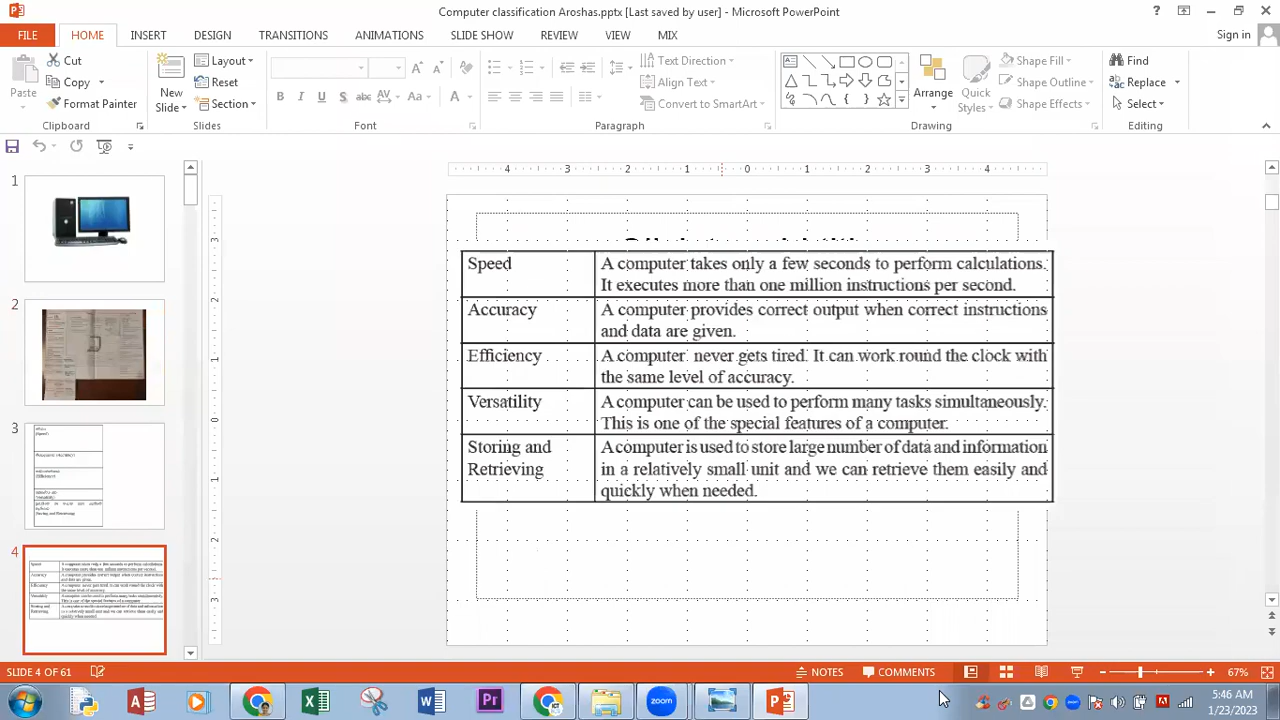 Computer classification Aroshas.pptx [Last saved by user] - Microsoft PowerPoint
FILE HOME INSERT DESIGN TRANSITIONS ANIMATIONS SLIDE SHOW REVIEW VIEW MIX Sign in
Paste Cut Copy Format Painter
Clipboard
New Slide Layout Reset Section
Slides
B I U S abc AV Aa A
Font
Text Direction Align Text Convert to SmartArt
Paragraph
Arrange Quick Styles Shape Fill Shape Outline Shape Effects
Drawing
Find Replace Select
Editing
1
2
3
4
Speed
A computer takes only a few seconds to perform calculations.
It executes more than one million instructions per second.
Accuracy
A computer provides correct output when correct instructions
and data are given.
Efficiency
A computer never gets tired. It can work round the clock with
the same level of accuracy.
Versatility
A computer can be used to perform many tasks simultaneously.
This is one of the special features of a computer.
Storing and
Retrieving
A computer is used to store large number of data and information
in a relatively small unit and we can retrieve them easily and
quickly when needed.
SLIDE 4 OF 61 NOTES COMMENTS 67%
5:46 AM
1/23/2023